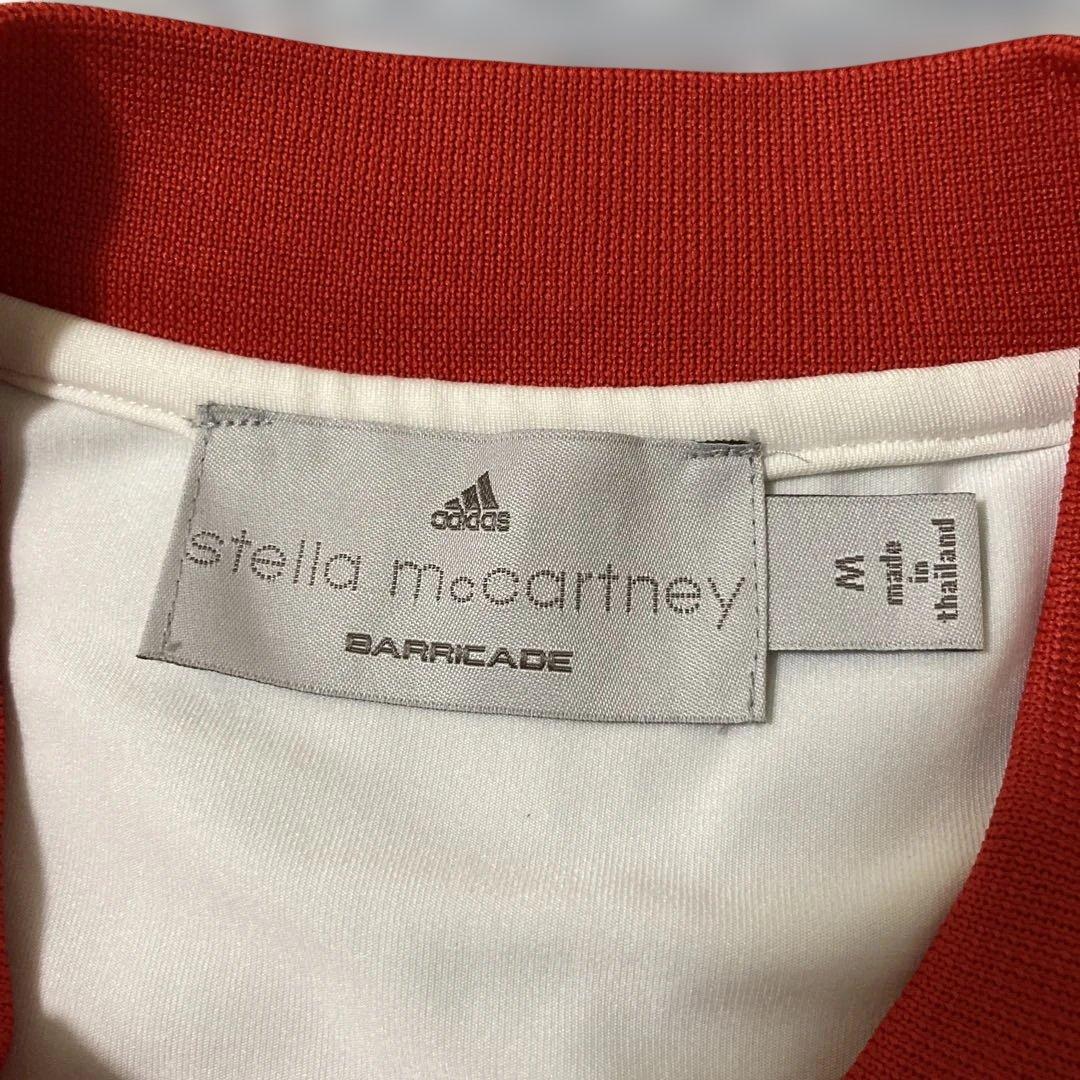 adidas
stella mccartney
BARRICADE
M
made
in
thailand